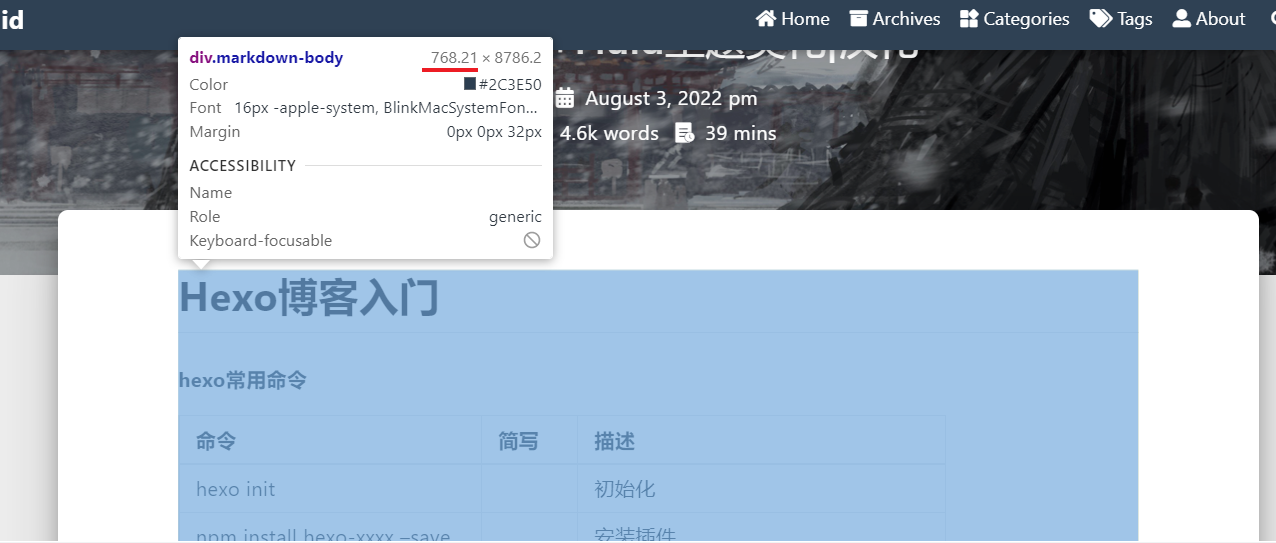 id
Home Archives Categories Tags About
div.markdown-body 768.21 × 8786.2
Color #2C3E50
Font 16px -apple-system, BlinkMacSystemFon...
Margin 0px 0px 32px
ACCESSIBILITY
Name
Role generic
Keyboard-focusable
August 3, 2022 pm
4.6k words 39 mins
Hexo博客入门
hexo常用命令
命令 简写 描述
hexo init 初始化
npm install hexo-xxxx –save 安装插件